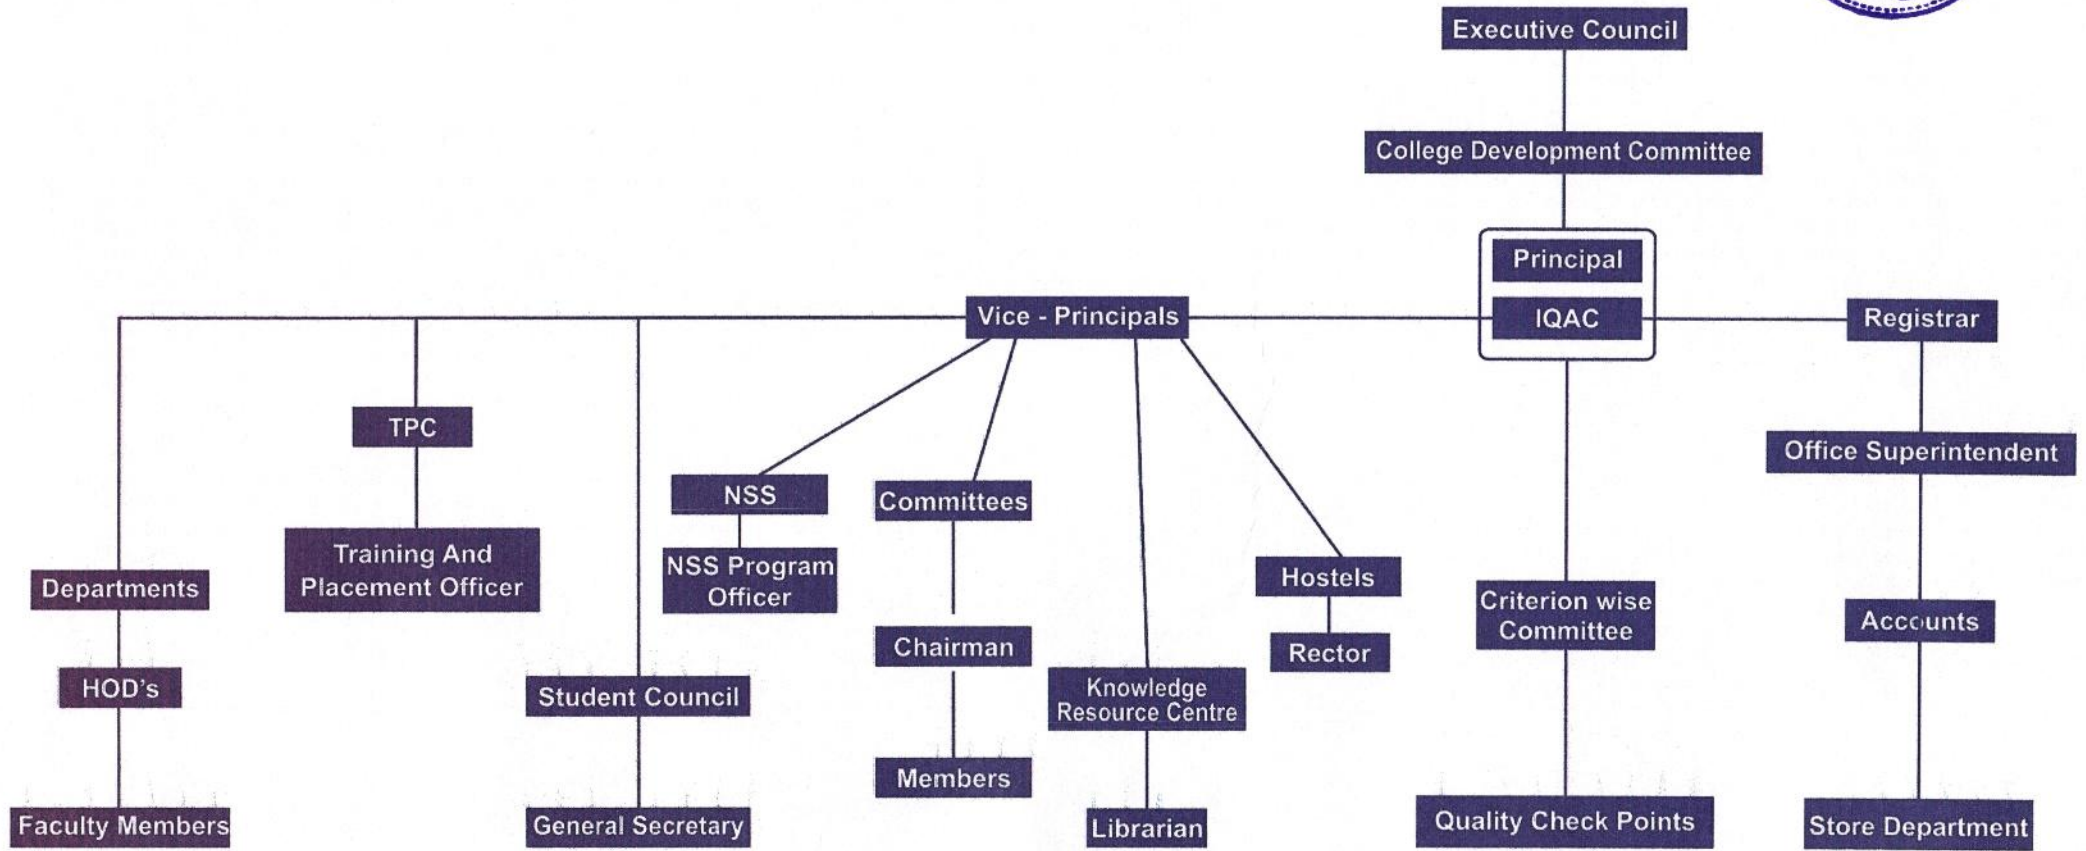 Executive Council
College Development Committee
Principal
Vice - Principals
IQAC
Registrar
TPC
Office Superintendent
NSS
Committees
Training And
Placement Officer
NSS Program
Officer
Departments
Hostels
Criterion wise
Committee
Accounts
Chairman
Rector
HOD's
Student Council
Knowledge
Resource Centre
Members
Faculty Members
General Secretary
Librarian
Quality Check Points
Store Department